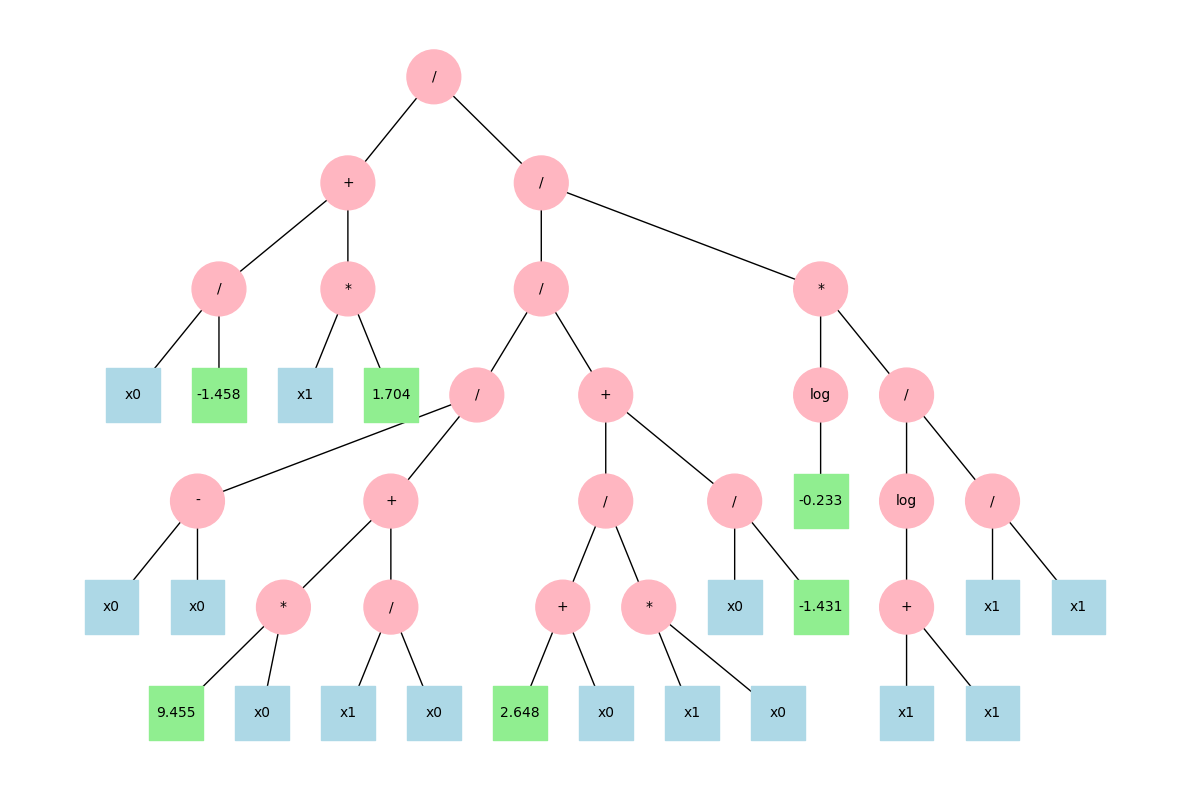 /
+ /
/ * / *
x0 -1.458 x1 1.704 / + log /
- + / / -0.233 log /
x0 x0 * / + * x0 -1.431 + x1 x1
9.455 x0 x1 x0 2.648 x0 x1 x0 x1 x1